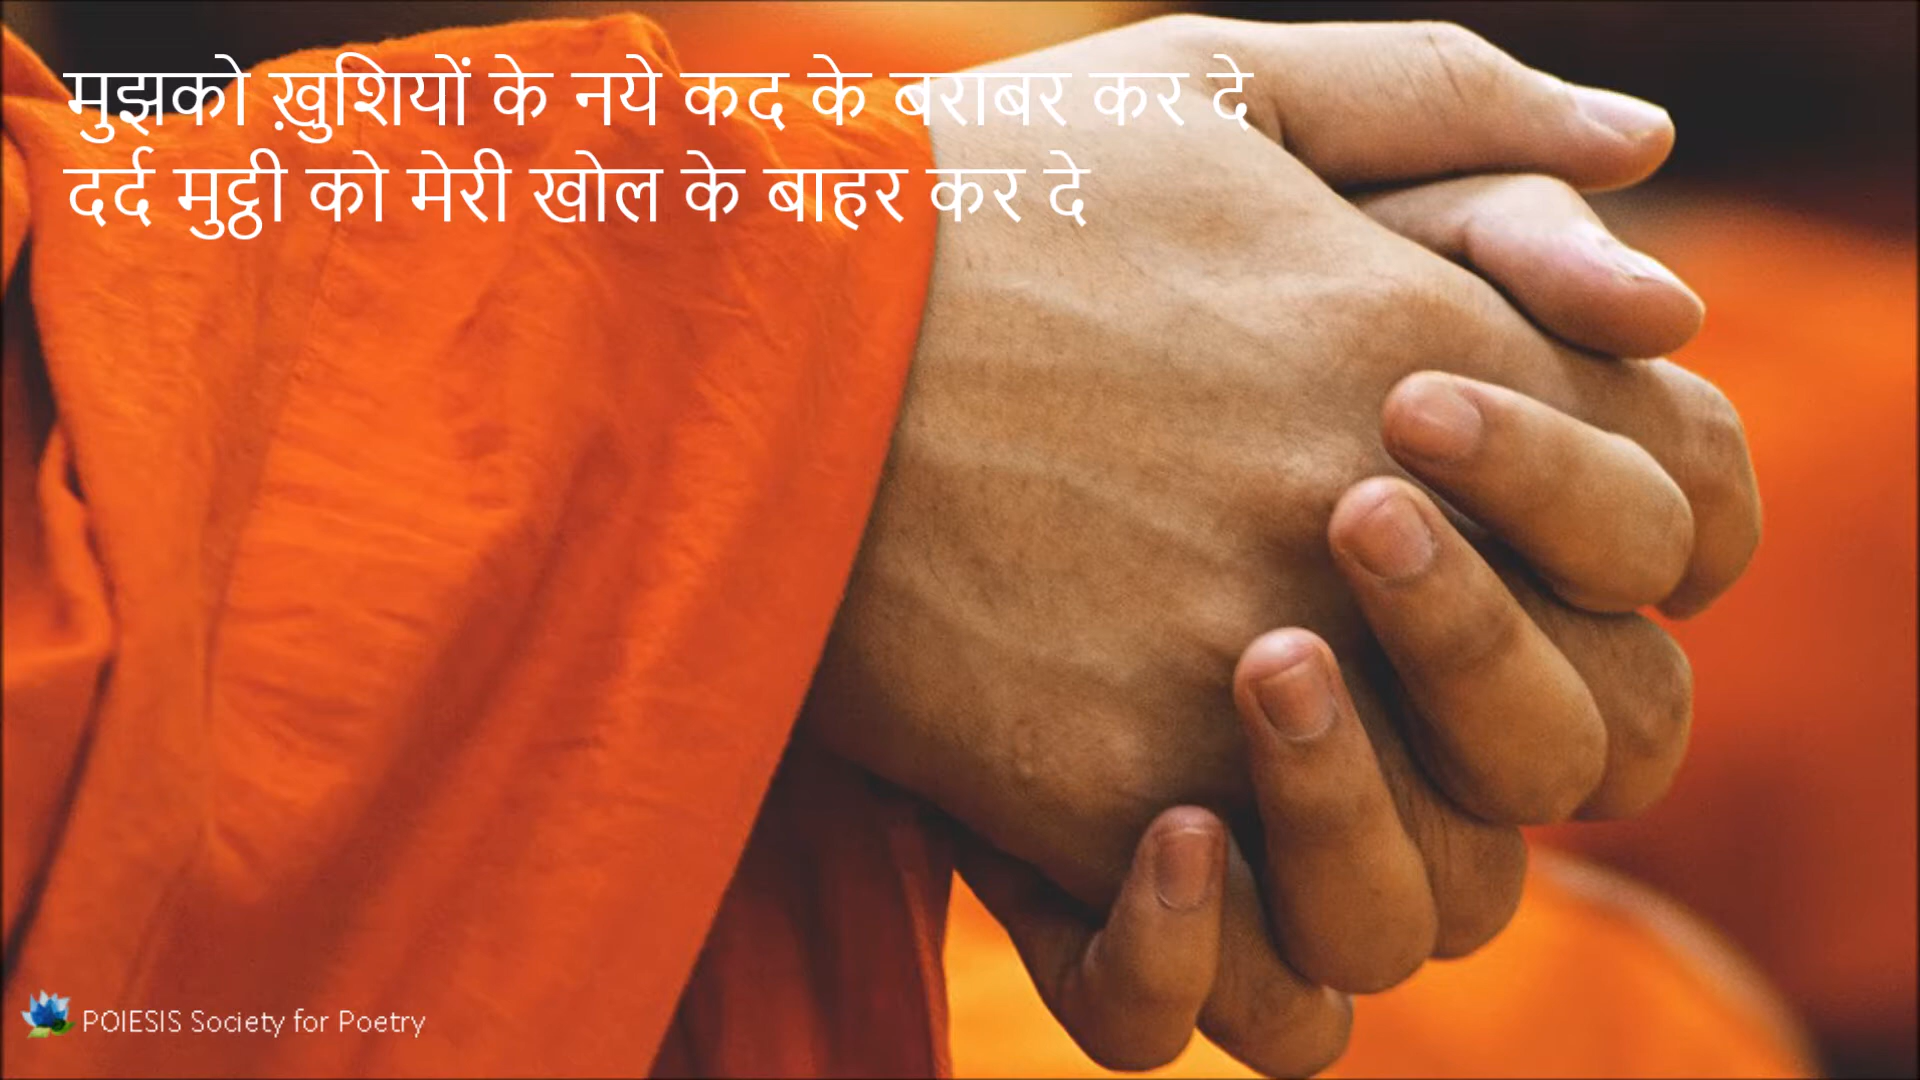 मुझको ख़ुशियों के नये कद के बराबर कर दे
दर्द मुट्ठी को मेरी खोल के बाहर कर दे
POIESIS Society for Poetry